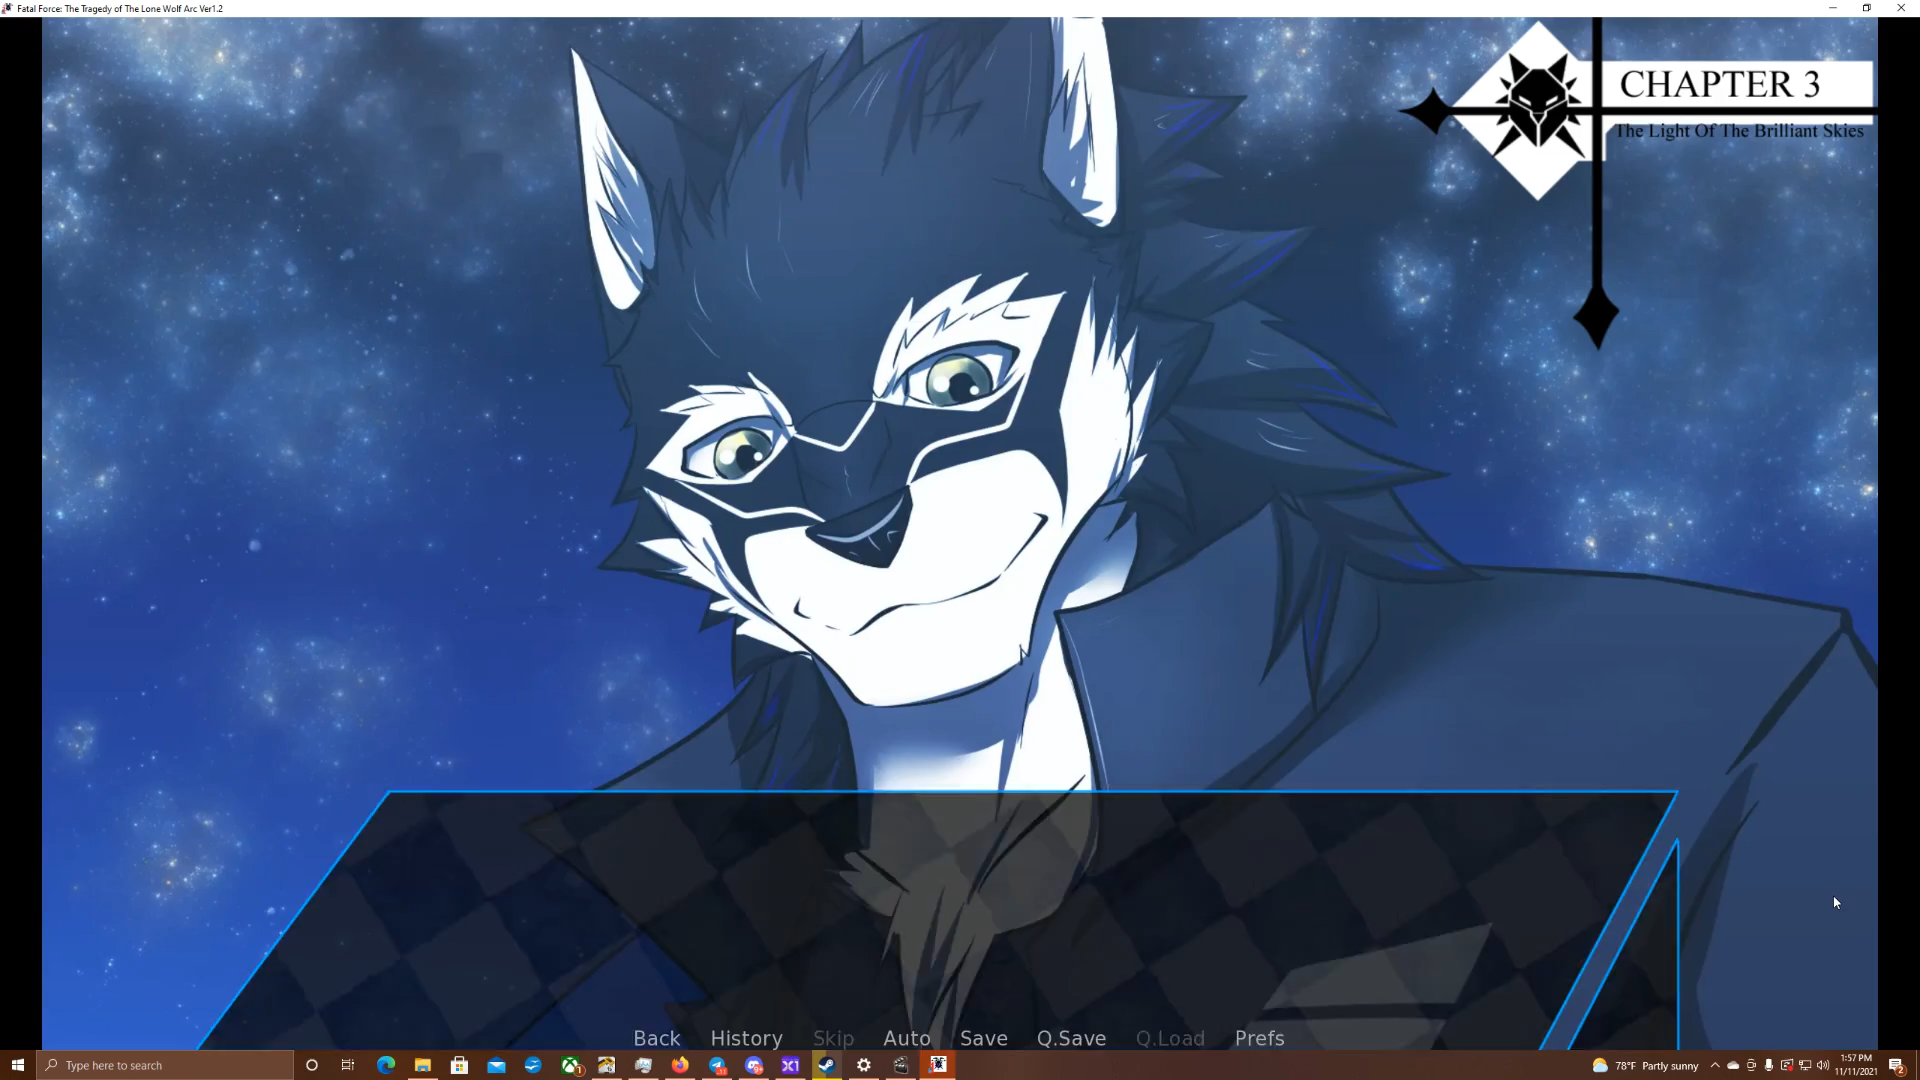 Fatal Force: The Tragedy of The Lone Wolf Arc Ver1.2
CHAPTER 3
The Light Of The Brilliant Skies
Back History Skip Auto Save Q.Save Q.Load Prefs
Type here to search
78°F Partly sunny
1:57 PM
11/11/2021